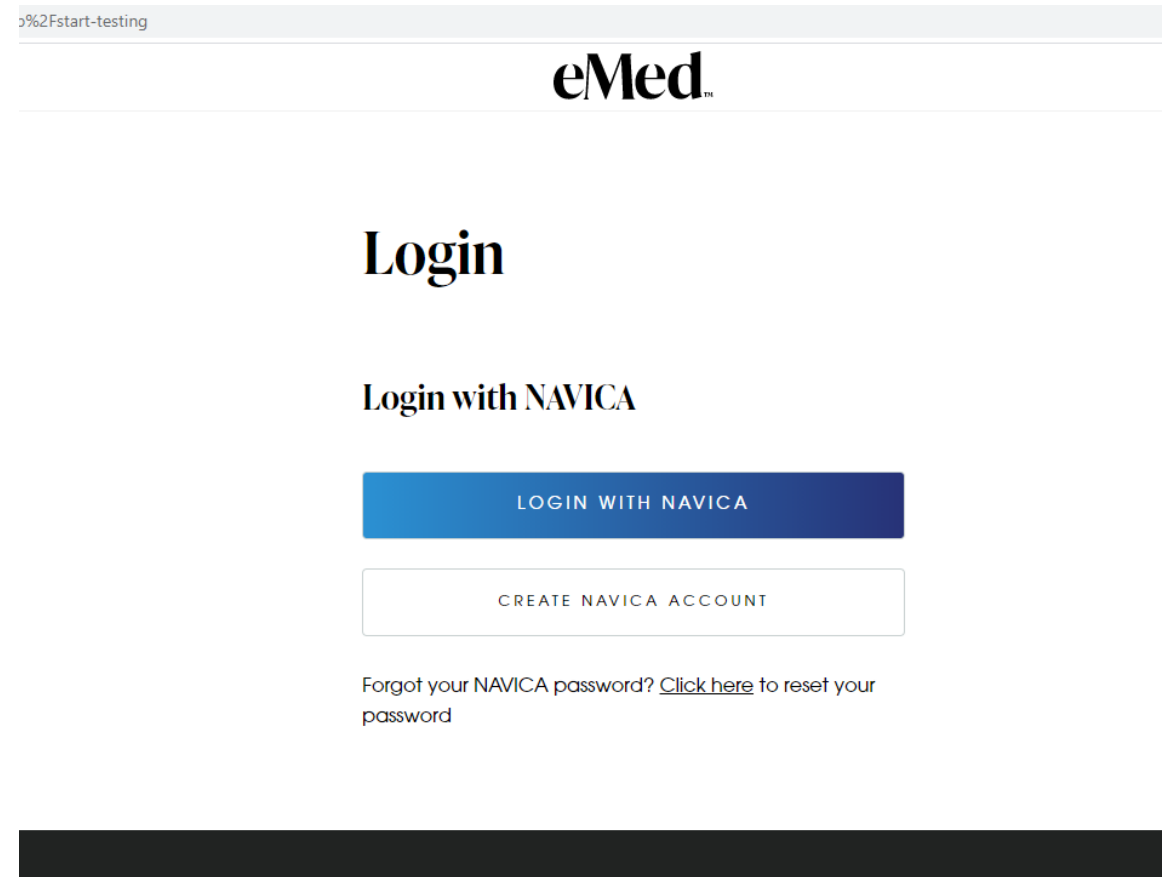 %2Fstart-testing
eMed™
Login
Login with NAVICA
LOGIN WITH NAVICA
CREATE NAVICA ACCOUNT
Forgot your NAVICA password? Click here to reset your
password